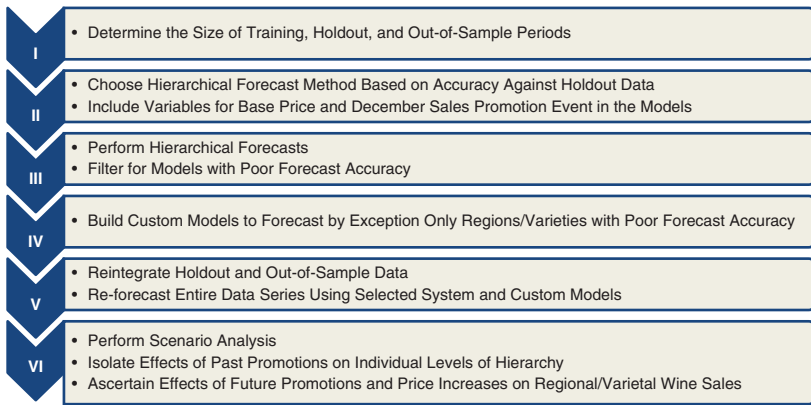 I
• Determine the Size of Training, Holdout, and Out-of-Sample Periods
II
• Choose Hierarchical Forecast Method Based on Accuracy Against Holdout Data
• Include Variables for Base Price and December Sales Promotion Event in the Models
III
• Perform Hierarchical Forecasts
• Filter for Models with Poor Forecast Accuracy
IV
• Build Custom Models to Forecast by Exception Only Regions/Varieties with Poor Forecast Accuracy
V
• Reintegrate Holdout and Out-of-Sample Data
• Re-forecast Entire Data Series Using Selected System and Custom Models
VI
• Perform Scenario Analysis
• Isolate Effects of Past Promotions on Individual Levels of Hierarchy
• Ascertain Effects of Future Promotions and Price Increases on Regional/Varietal Wine Sales